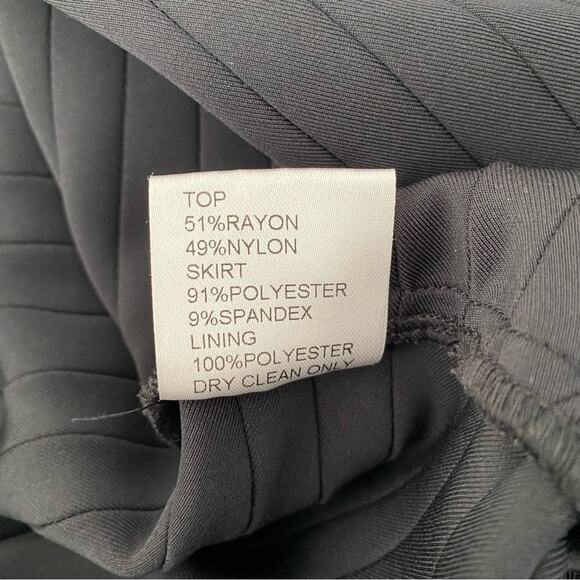 TOP
51%RAYON
49%NYLON
SKIRT
91%POLYESTER
9%SPANDEX
LINING
100%POLYESTER
DRY CLEAN ONLY